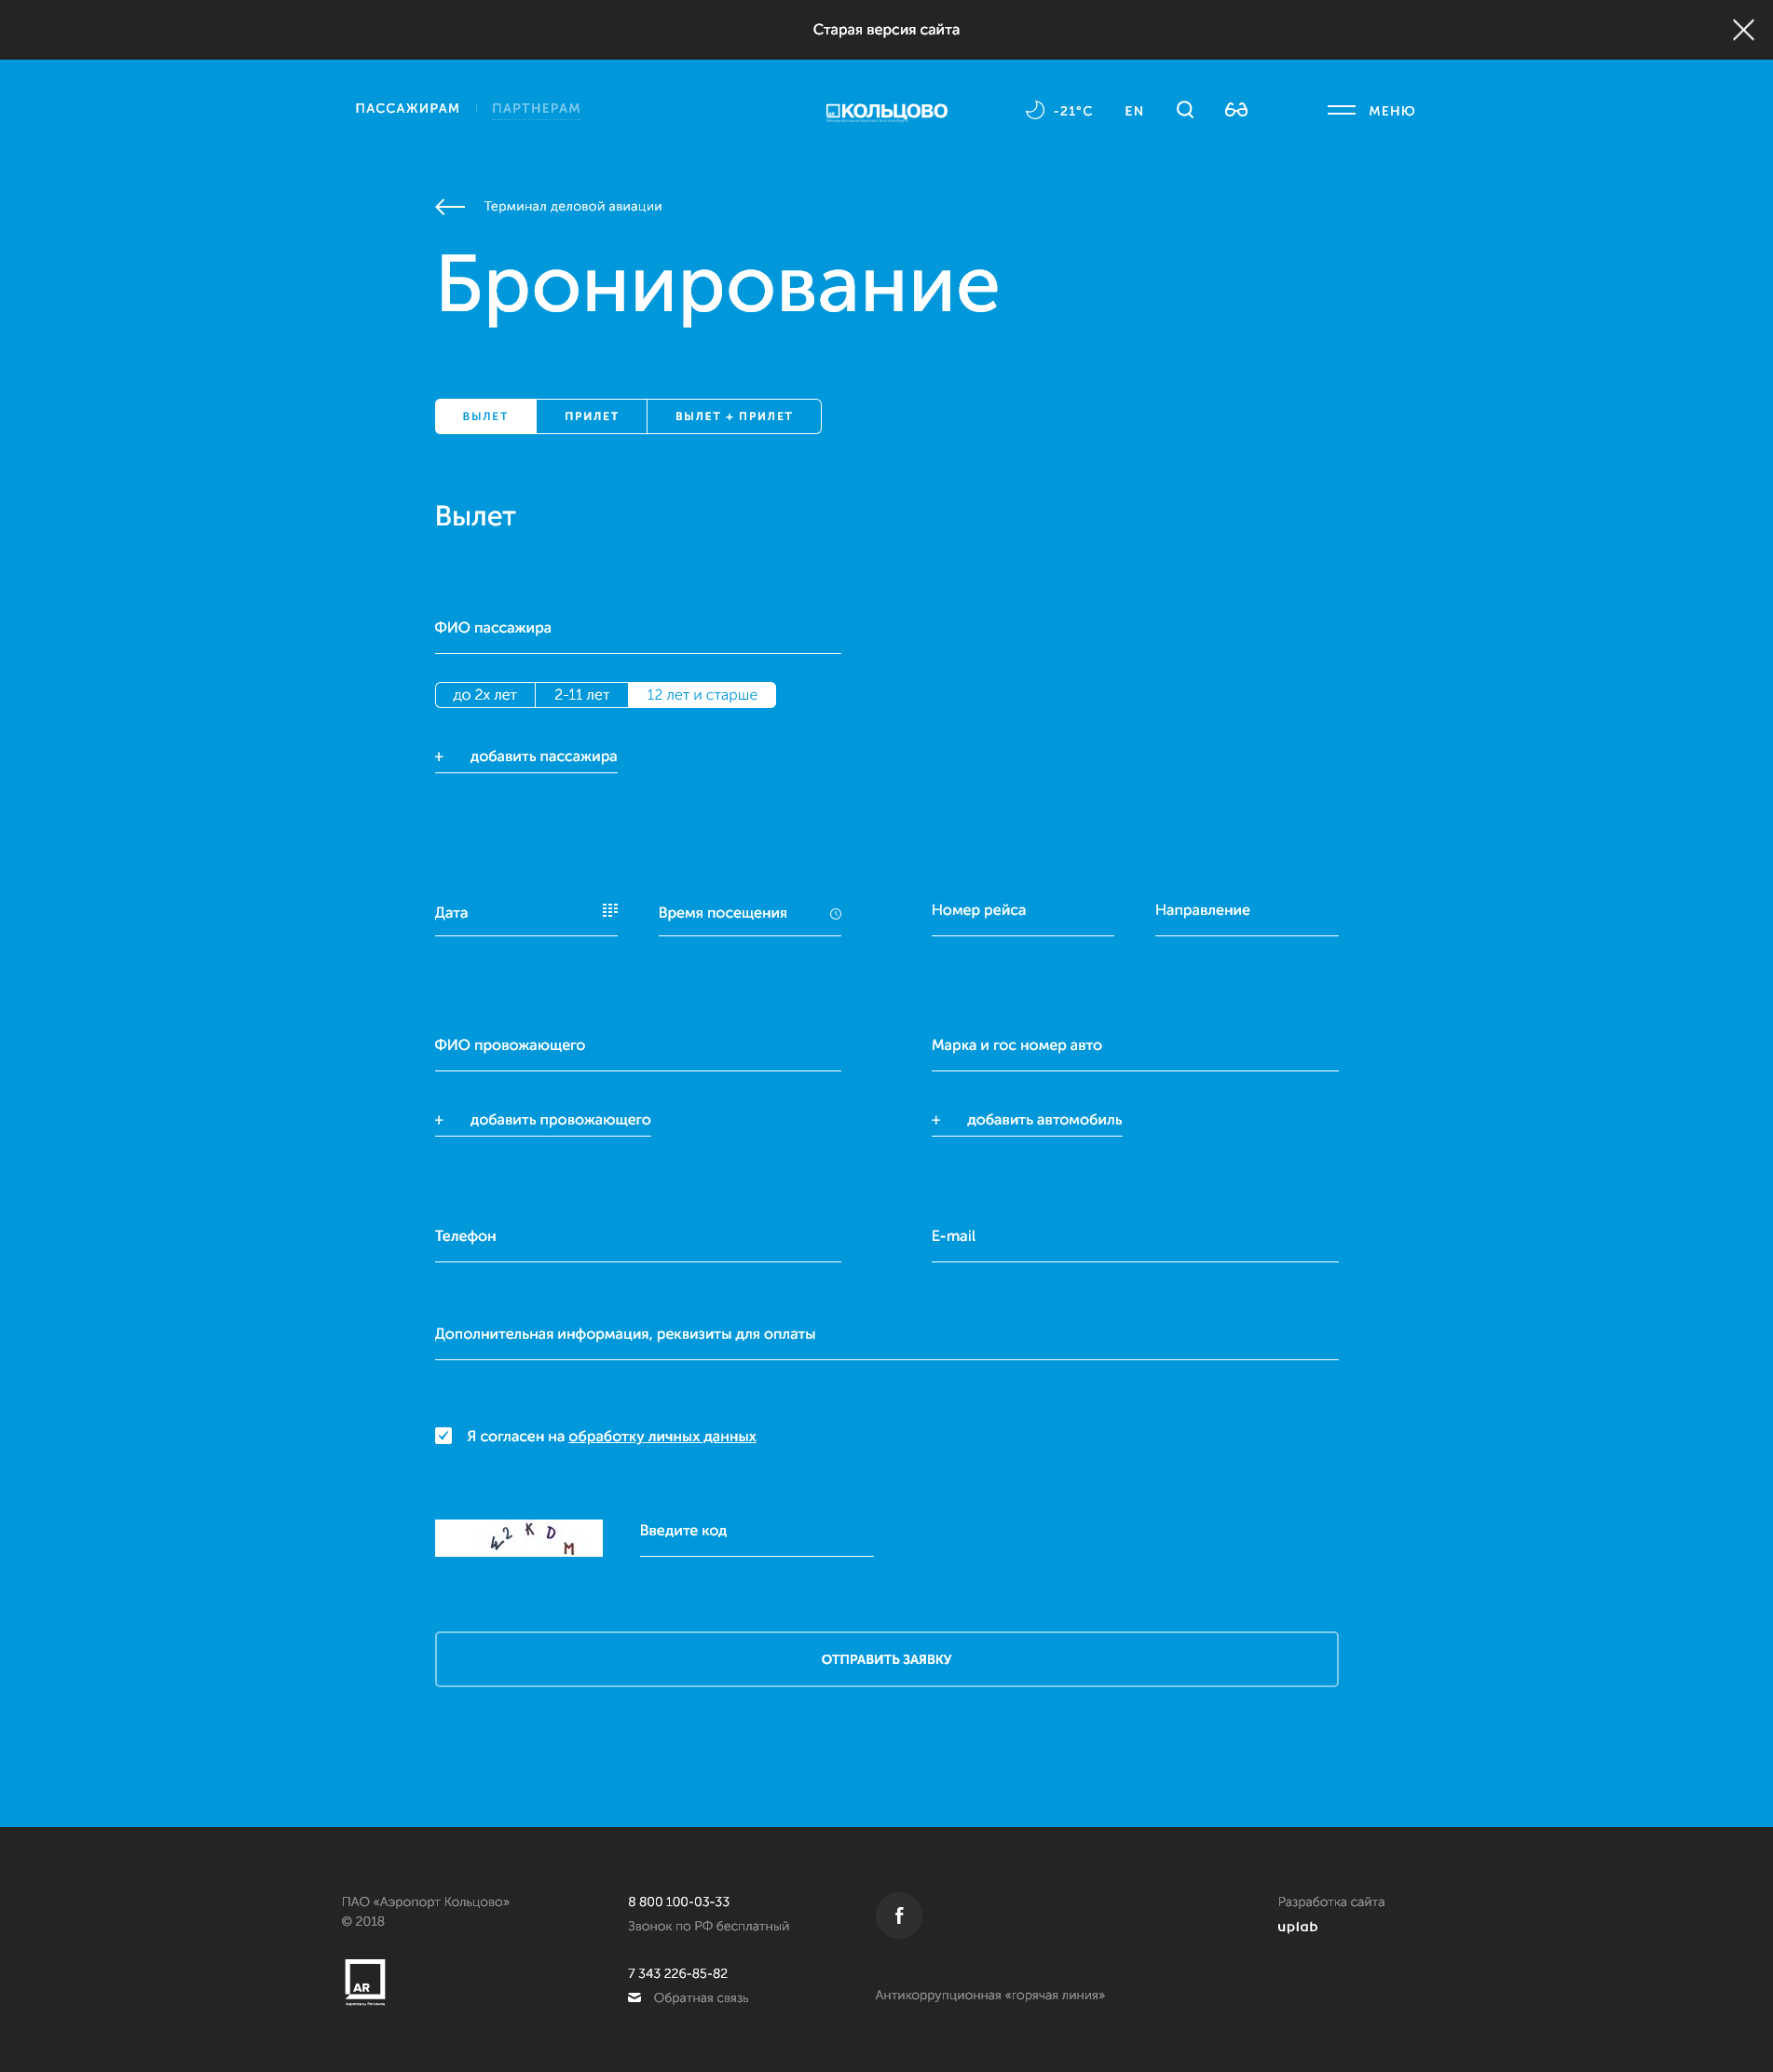 Старая версия сайта
ПАССАЖИРАМ
ПАРТНЕРАМ
КОЛЬЦОВО
-21°C
EN
МЕНЮ
Терминал деловой авиации
Бронирование
ВЫЛЕТ
ПРИЛЕТ
ВЫЛЕТ + ПРИЛЕТ
Вылет
ФИО пассажира
до 2х лет
2-11 лет
12 лет и старше
+ добавить пассажира
Дата
Время посещения
Номер рейса
Направление
ФИО провожающего
Марка и гос номер авто
+ добавить провожающего
+ добавить автомобиль
Телефон
E-mail
Дополнительная информация, реквизиты для оплаты
Я согласен на обработку личных данных
W2KDM
Введите код
ОТПРАВИТЬ ЗАЯВКУ
ПАО «Аэропорт Кольцово»
© 2018
AR
Аэропорты Регионов
8 800 100-03-33
Звонок по РФ бесплатный
7 343 226-85-82
Обратная связь
f
Антикоррупционная «горячая линия»
Разработка сайта
uplab